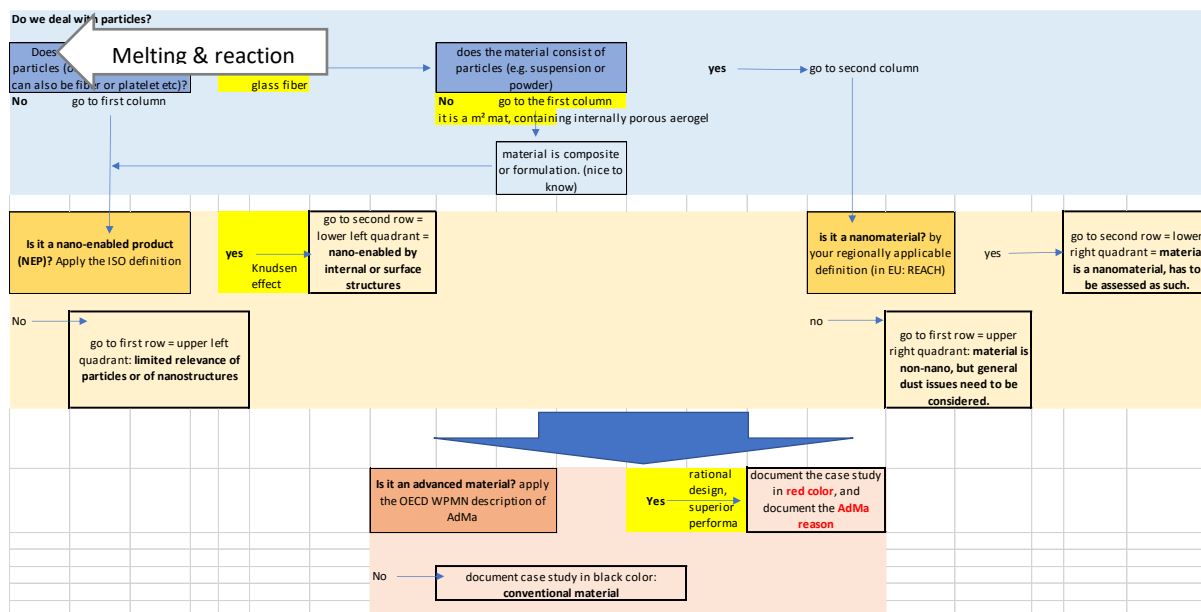 Do we deal with particles?
Does
Melting & reaction
particles (o
can also be fiber or platelet etc)?
glass fiber
No go to first column
does the material consist of
particles (e.g. suspension or
powder)
yes go to second column
No go to the first column
it is a m² mat, containing internally porous aerogel
material is composite
or formulation. (nice to
know)
Is it a nano-enabled product
(NEP)? Apply the ISO definition
yes
Knudsen
effect
go to second row =
lower left quadrant =
nano-enabled by
internal or surface
structures
is it a nanomaterial? by
your regionally applicable
definition (in EU: REACH)
yes
go to second row = lower
right quadrant = material
is a nanomaterial, has to
be assessed as such.
No
go to first row = upper left
quadrant: limited relevance of
particles or of nanostructures
no
go to first row = upper
right quadrant: material is
non-nano, but general
dust issues need to be
considered.
Is it an advanced material? apply
the OECD WPMN description of
AdMa
Yes
rational
design,
superior
performa
document the case study
in red color, and
document the AdMa
reason
No
document case study in black color:
conventional material